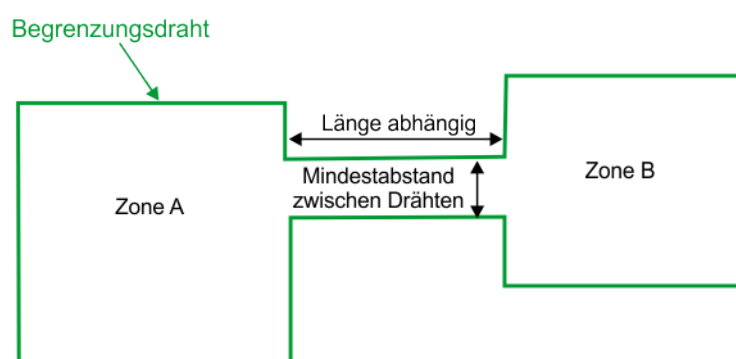 Begrenzungsdraht
Länge abhängig
Mindestabstand
zwischen Drähten
Zone A
Zone B